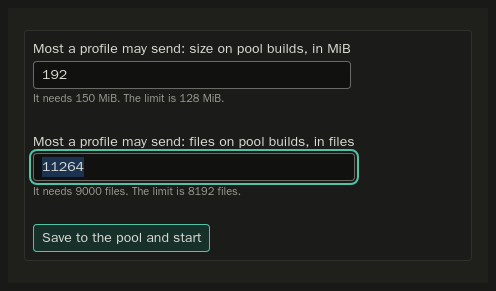 Most a profile may send: size on pool builds, in MiB
192
It needs 150 MiB. The limit is 128 MiB.
Most a profile may send: files on pool builds, in files
11264
It needs 9000 files. The limit is 8192 files.
Save to the pool and start